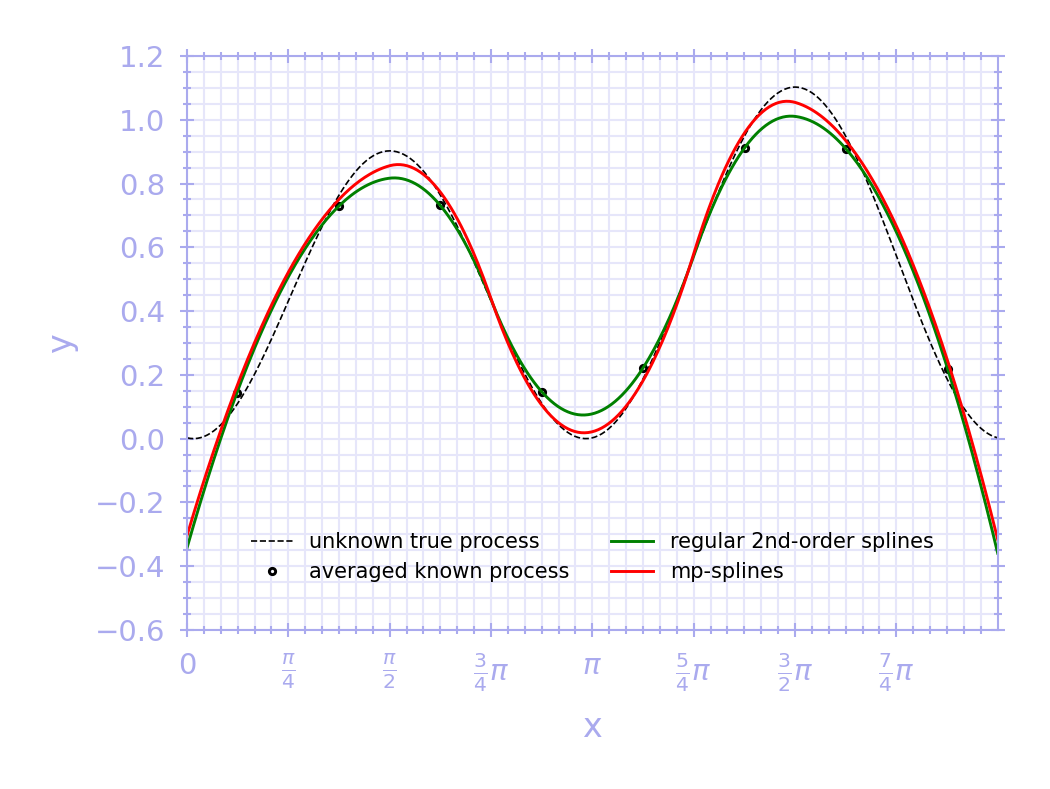 1.2
1.0
0.8
0.6
0.4
0.2
0.0
−0.2
−0.4
−0.6
y
unknown true process
averaged known process
regular 2nd-order splines
mp-splines
0 π/4 π/2 3/4π π 5/4π 3/2π 7/4π
x